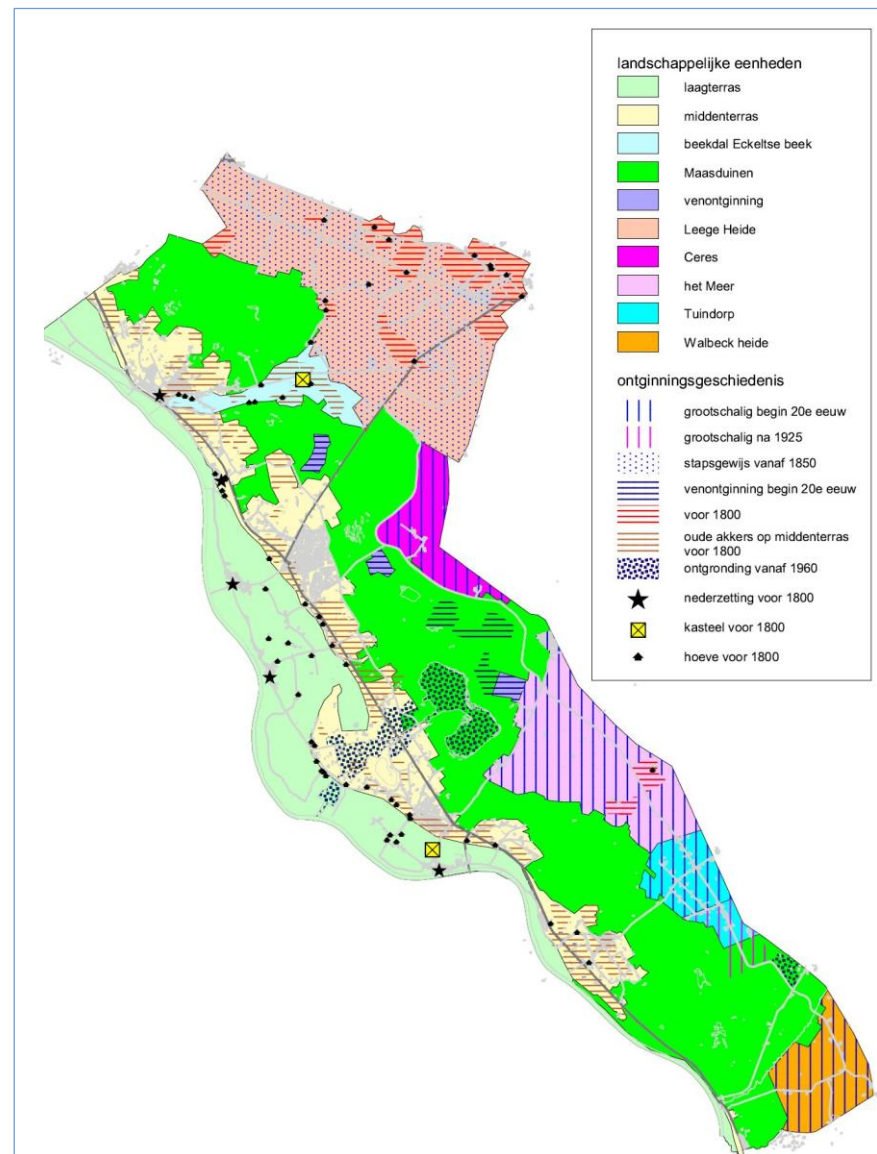 landschappelijke eenheden
laagterras
middenterras
beekdal Eckeltse beek
Maasduinen
venontginning
Leege Heide
Ceres
het Meer
Tuindorp
Walbeck heide
ontginningsgeschiedenis
grootschalig begin 20e eeuw
grootschalig na 1925
stapsgewijs vanaf 1850
venontginning begin 20e eeuw
voor 1800
oude akkers op middenterras
voor 1800
ontgronding vanaf 1960
nederzetting voor 1800
kasteel voor 1800
hoeve voor 1800